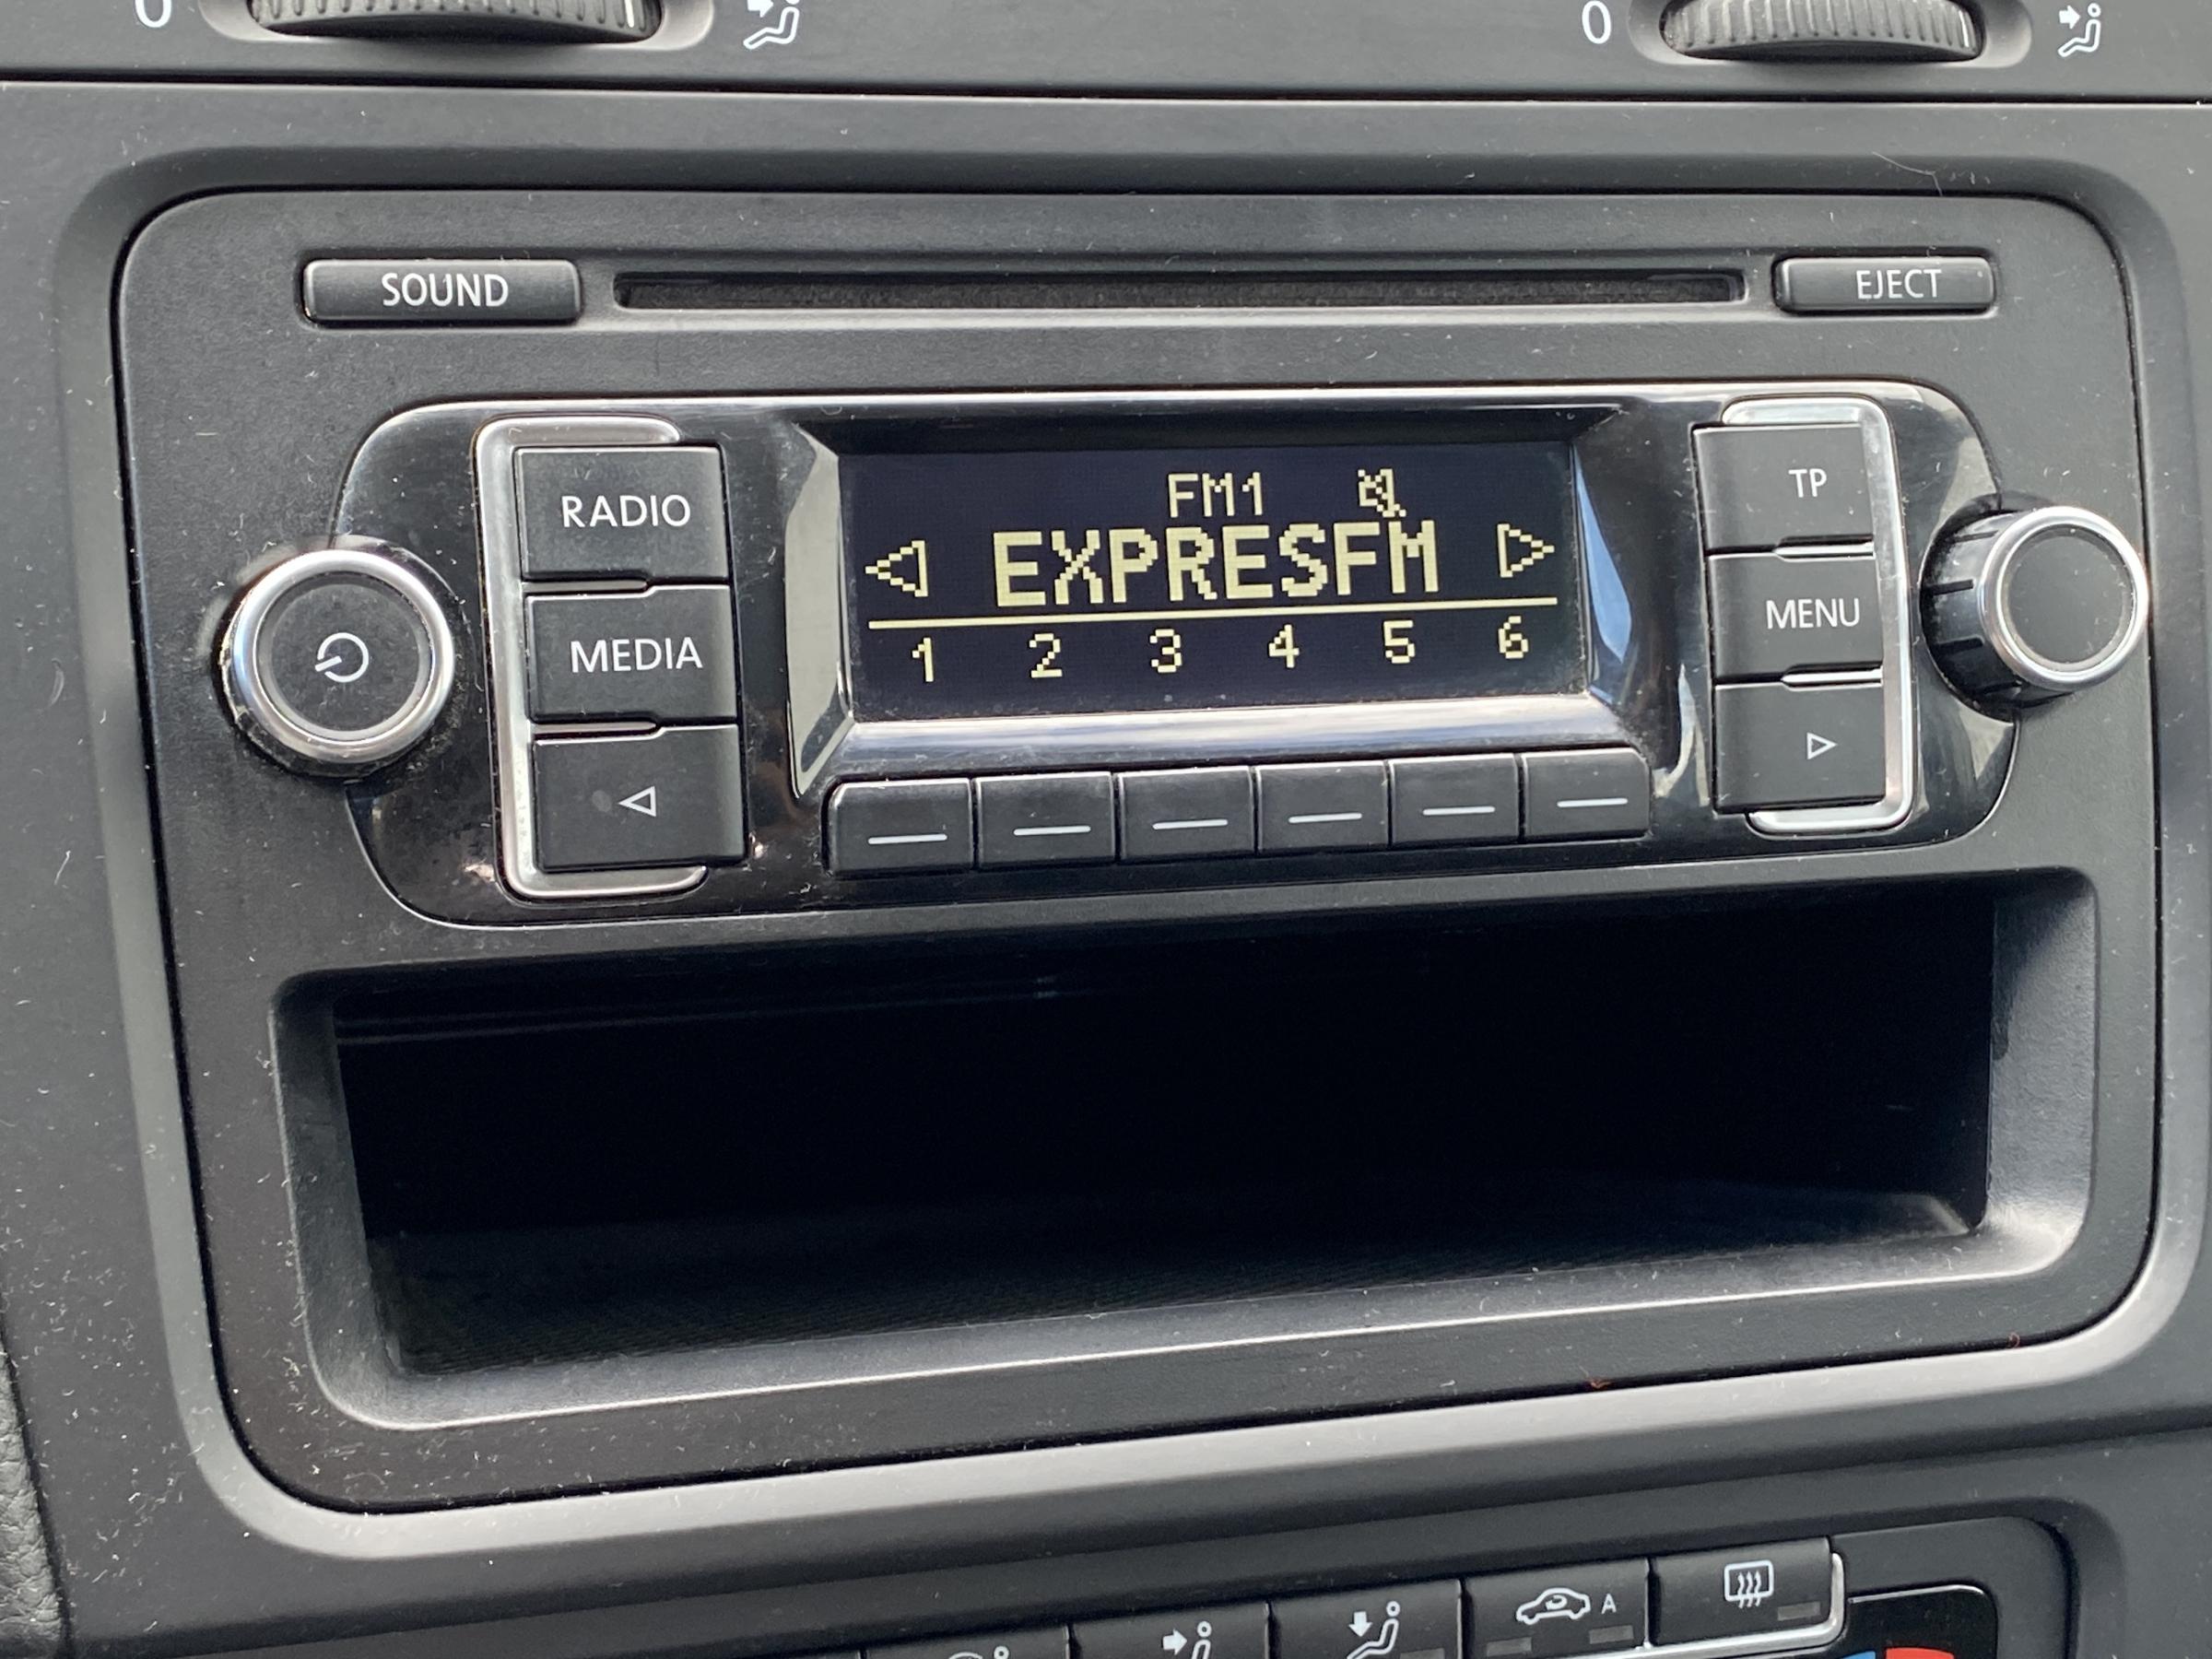 0
0
SOUND
EJECT
RADIO
MEDIA
FM1
EXPRESFM
1 2 3 4 5 6
TP
MENU
A